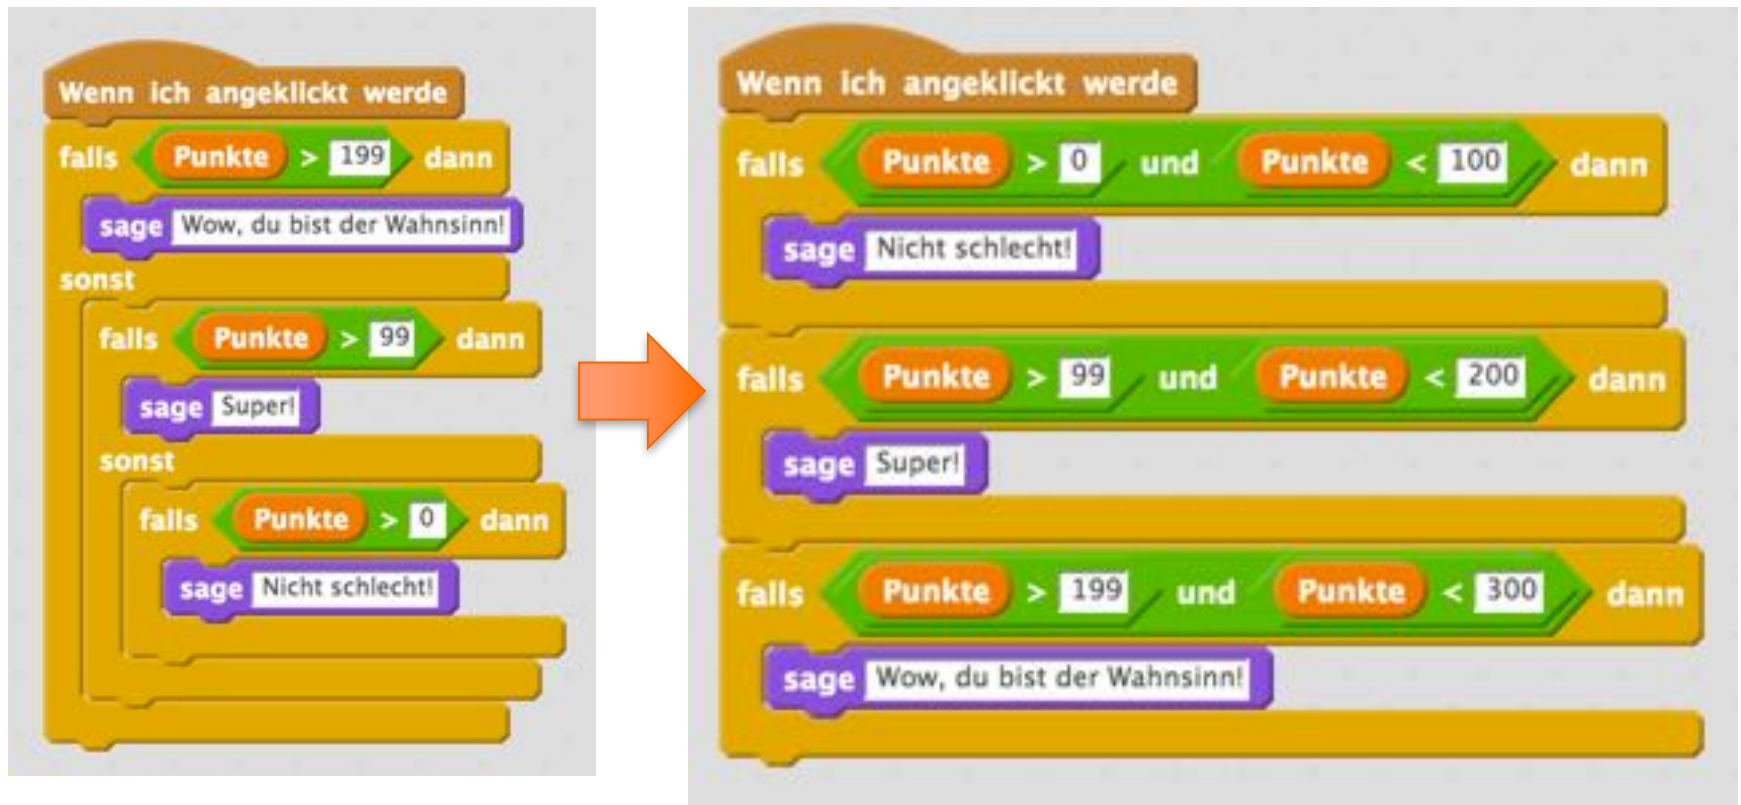 Wenn ich angeklickt werde
falls Punkte > 199 dann
sage Wow, du bist der Wahnsinn!
sonst
falls Punkte > 99 dann
sage Super!
sonst
falls Punkte > 0 dann
sage Nicht schlecht!
Wenn ich angeklickt werde
falls Punkte > 0 und Punkte < 100 dann
sage Nicht schlecht!
falls Punkte > 99 und Punkte < 200 dann
sage Super!
falls Punkte > 199 und Punkte < 300 dann
sage Wow, du bist der Wahnsinn!